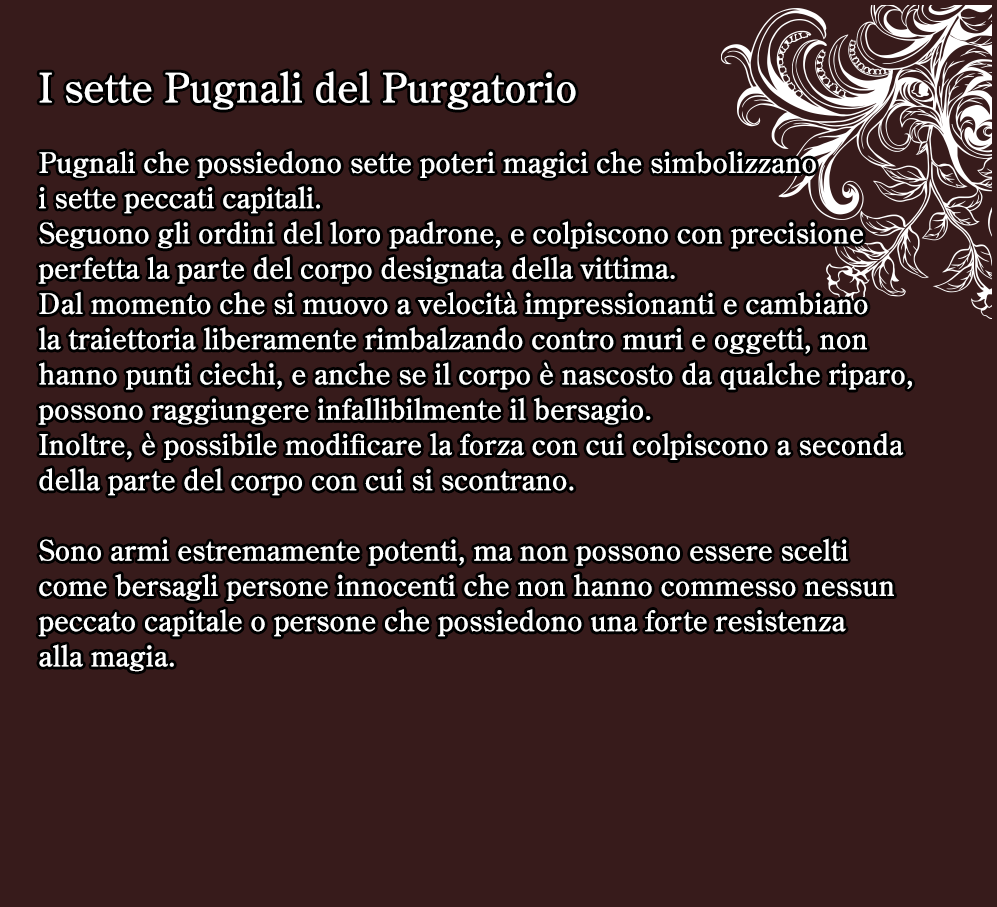 I sette Pugnali del Purgatorio
Pugnali che possiedono sette poteri magici che simbolizzano
i sette peccati capitali.
Seguono gli ordini del loro padrone, e colpiscono con precisione
perfetta la parte del corpo designata della vittima.
Dal momento che si muovo a velocità impressionanti e cambiano
la traiettoria liberamente rimbalzando contro muri e oggetti, non
hanno punti ciechi, e anche se il corpo è nascosto da qualche riparo,
possono raggiungere infallibilmente il bersagio.
Inoltre, è possibile modificare la forza con cui colpiscono a seconda
della parte del corpo con cui si scontrano.
Sono armi estremamente potenti, ma non possono essere scelti
come bersagli persone innocenti che non hanno commesso nessun
peccato capitale o persone che possiedono una forte resistenza
alla magia.